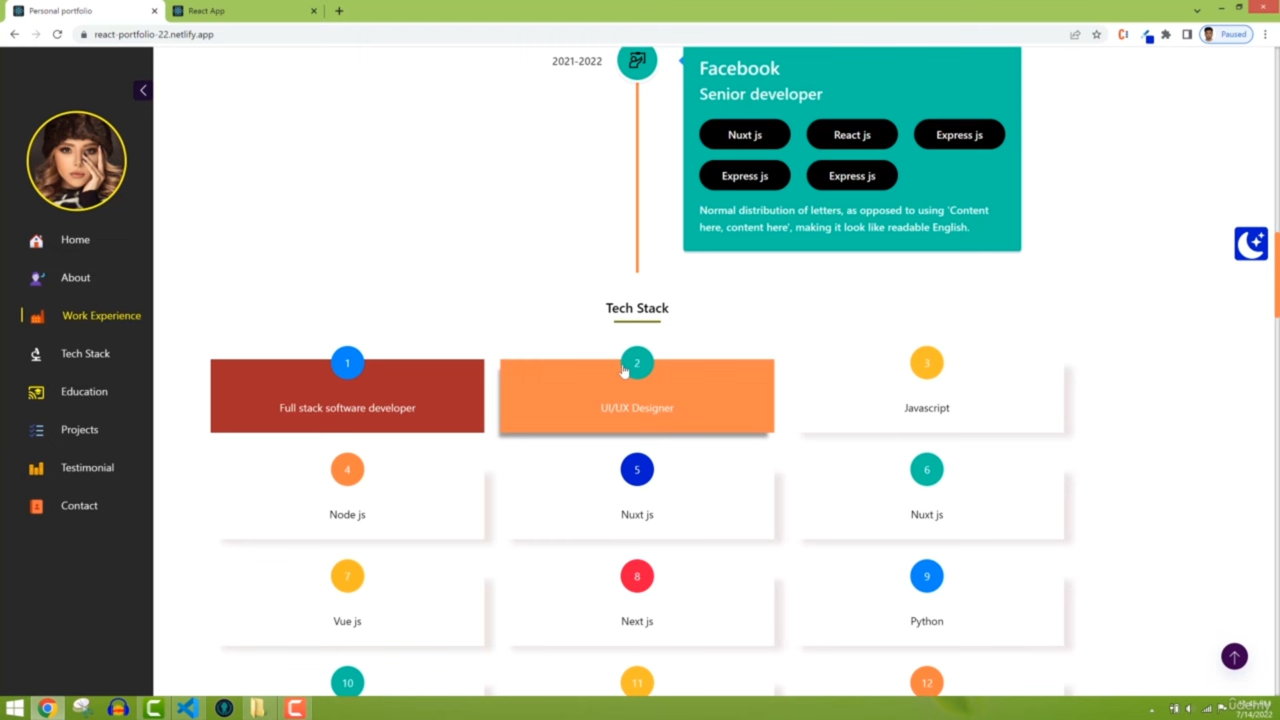 Personal portfolio
React App
react-portfolio-22.netlify.app
Paused
2021-2022
Facebook
Senior developer
Nuxt js
React js
Express js
Express js
Express js
Normal distribution of letters, as opposed to using 'Content
here, content here', making it look like readable English.
Home
About
Work Experience
Tech Stack
Education
Projects
Testimonial
Contact
Tech Stack
1
2
3
Full stack software developer
UI/UX Designer
Javascript
4
5
6
Node js
Nuxt js
Nuxt js
7
8
9
Vue js
Next js
Python
10
11
12
udemy
7/14/2022